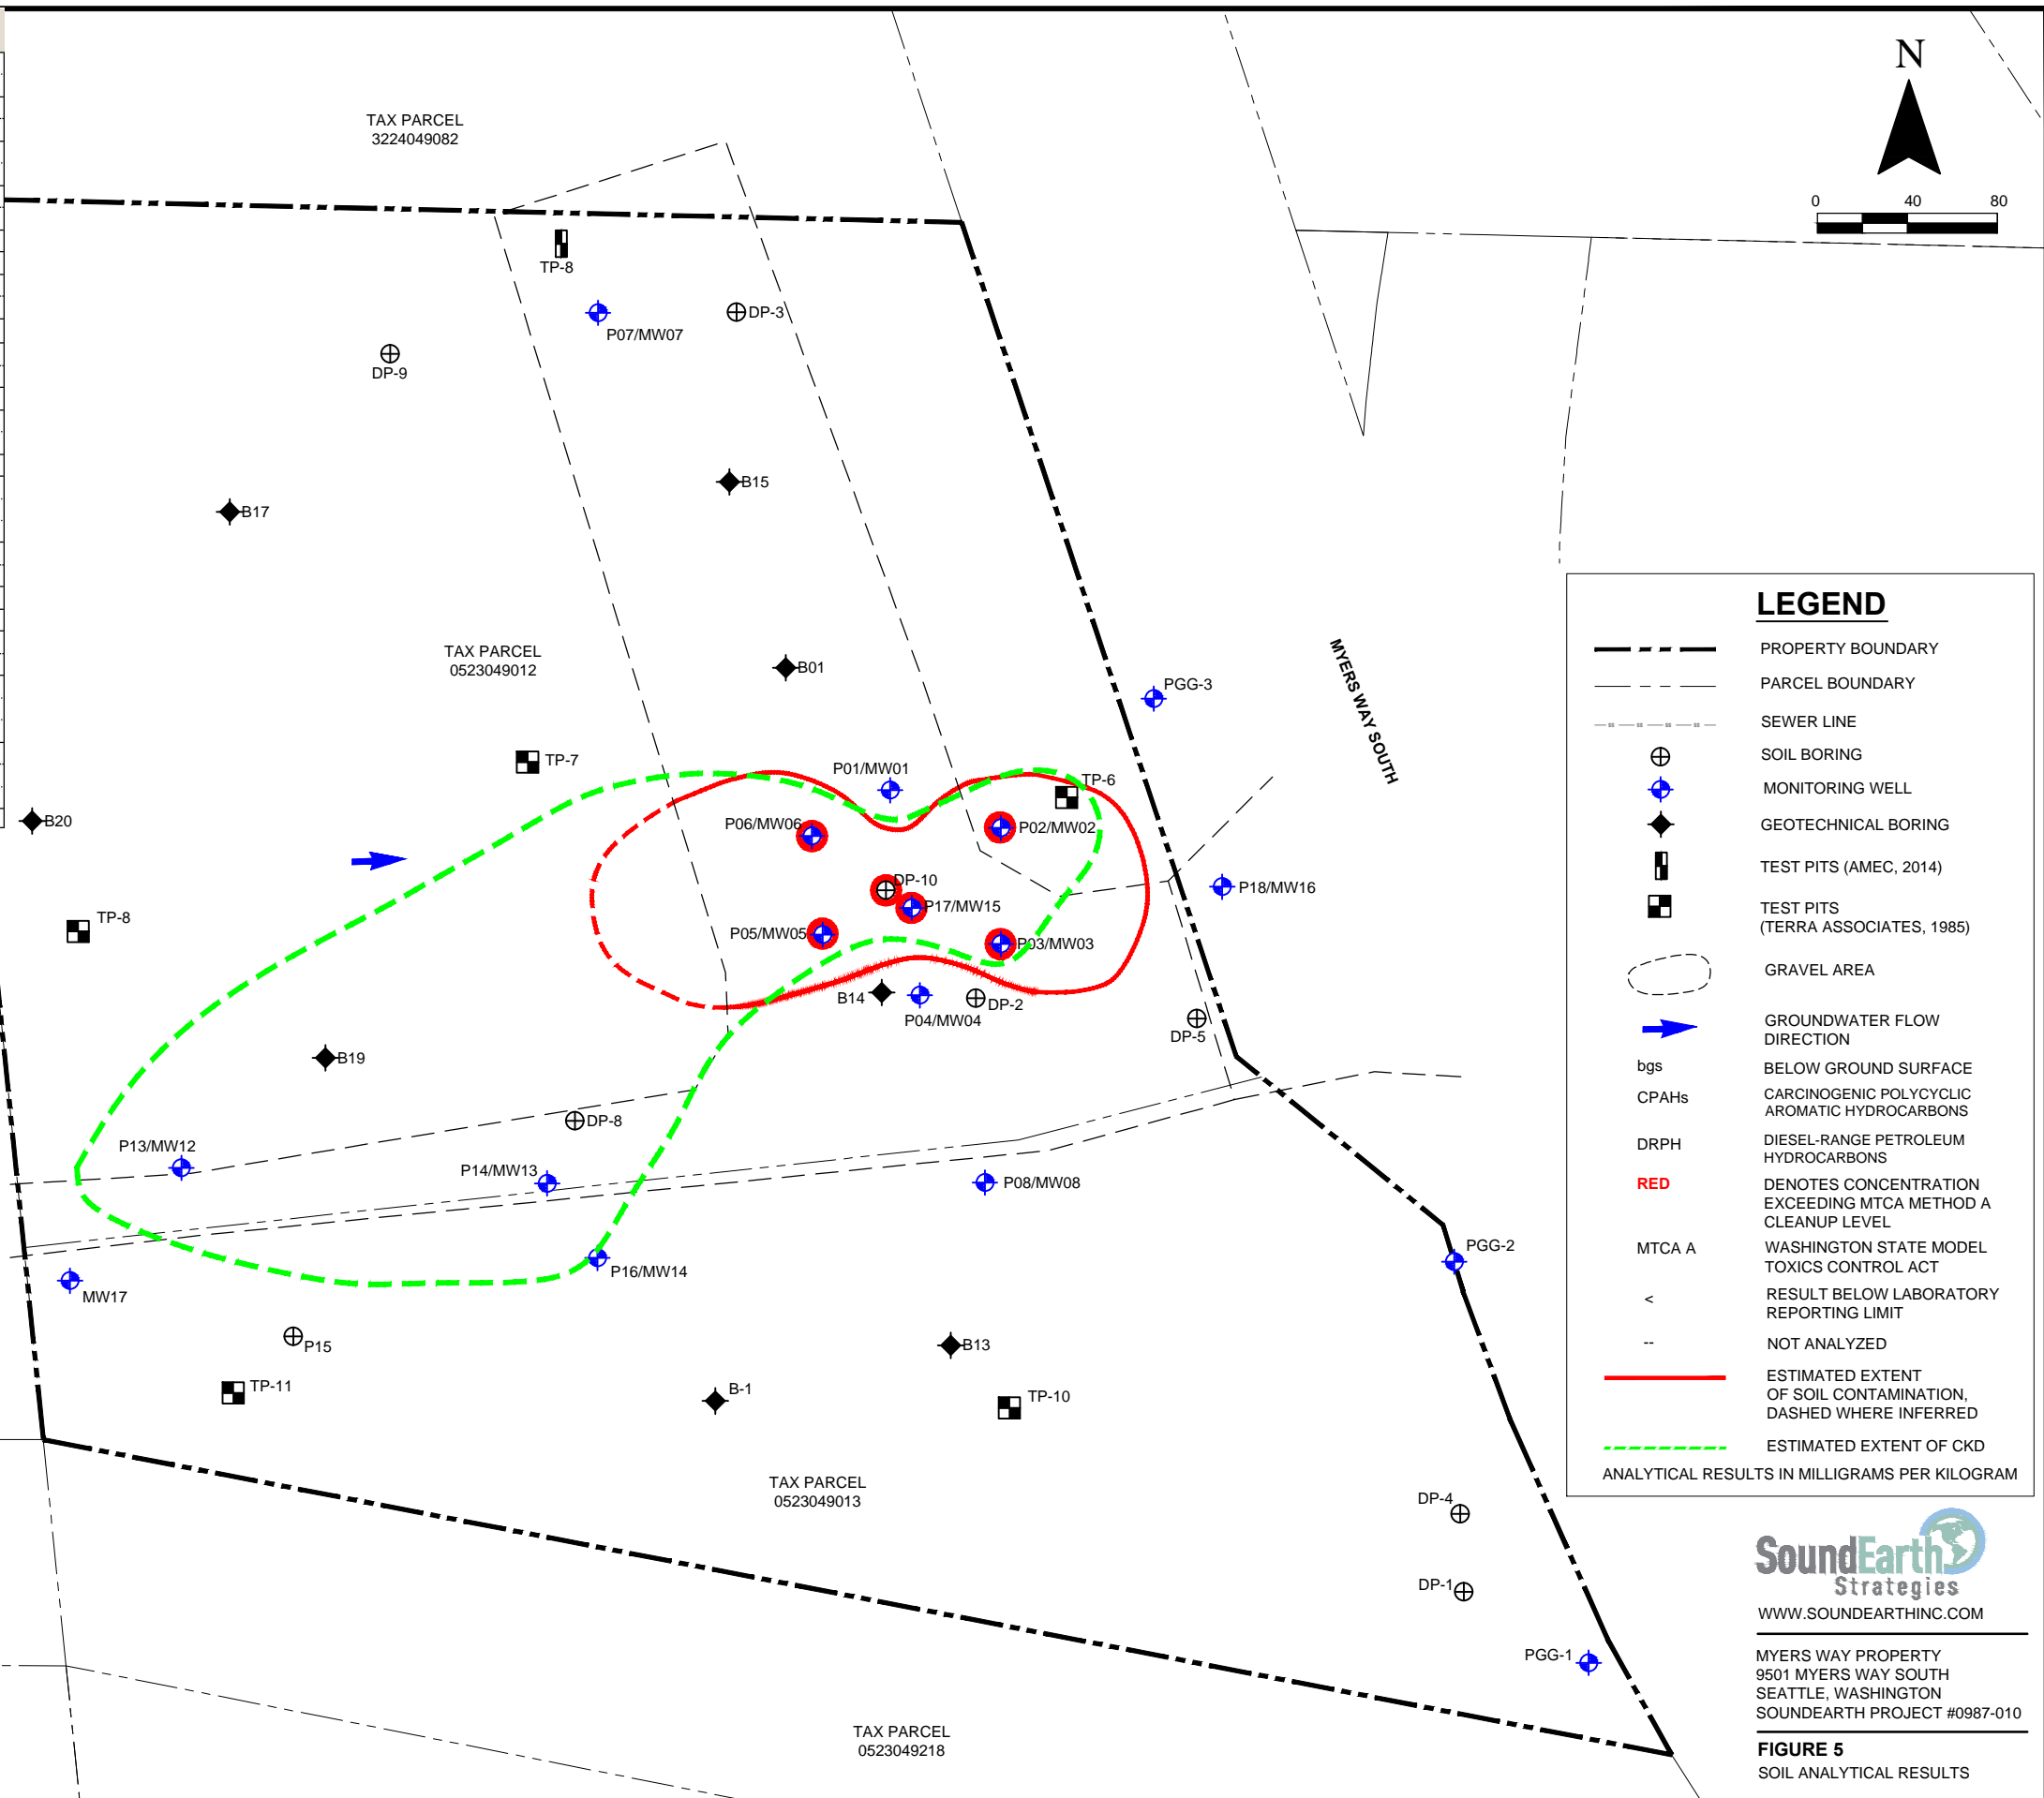 N
0 40 80
TAX PARCEL
3224049082
TP-8
P07/MW07
DP-3
DP-9
B15
B17
TAX PARCEL
0523049012
B01
PGG-3
MYERS WAY SOUTH
TP-7
P01/MW01
TP-6
B20
P06/MW06
P02/MW02
DP-10
P18/MW16
P17/MW15
TP-8
P05/MW05
P03/MW03
B14
P04/MW04
DP-2
DP-5
B19
DP-8
P13/MW12
P14/MW13
P08/MW08
PGG-2
P16/MW14
MW17
P15
B13
TP-11
B-1
TP-10
TAX PARCEL
0523049013
DP-4
DP-1
PGG-1
TAX PARCEL
0523049218
LEGEND
PROPERTY BOUNDARY
PARCEL BOUNDARY
SEWER LINE
SOIL BORING
MONITORING WELL
GEOTECHNICAL BORING
TEST PITS (AMEC, 2014)
TEST PITS
(TERRA ASSOCIATES, 1985)
GRAVEL AREA
GROUNDWATER FLOW
DIRECTION
bgs BELOW GROUND SURFACE
CPAHs CARCINOGENIC POLYCYCLIC
AROMATIC HYDROCARBONS
DRPH DIESEL-RANGE PETROLEUM
HYDROCARBONS
RED DENOTES CONCENTRATION
EXCEEDING MTCA METHOD A
CLEANUP LEVEL
MTCA A WASHINGTON STATE MODEL
TOXICS CONTROL ACT
< RESULT BELOW LABORATORY
REPORTING LIMIT
-- NOT ANALYZED
ESTIMATED EXTENT
OF SOIL CONTAMINATION,
DASHED WHERE INFERRED
ESTIMATED EXTENT OF CKD
ANALYTICAL RESULTS IN MILLIGRAMS PER KILOGRAM
SoundEarth
Strategies
WWW.SOUNDEARTHINC.COM
MYERS WAY PROPERTY
9501 MYERS WAY SOUTH
SEATTLE, WASHINGTON
SOUNDEARTH PROJECT #0987-010
FIGURE 5
SOIL ANALYTICAL RESULTS